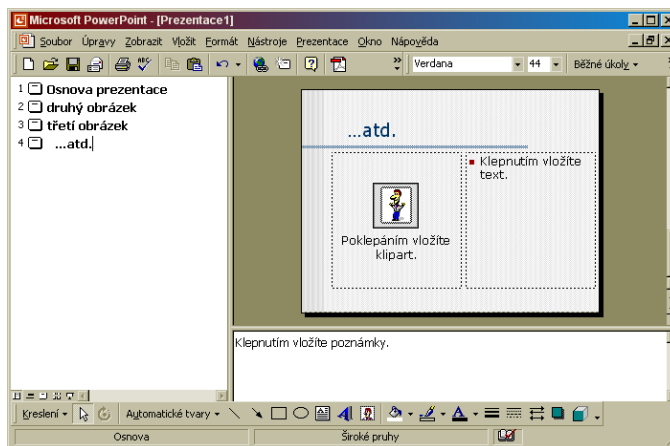 Microsoft PowerPoint - [Prezentace1]
Soubor Úpravy Zobrazit Vložit Formát Nástroje Prezentace Okno Nápověda
ABC Verdana 44 Běžné úkoly
1 Osnova prezentace
2 druhý obrázek
3 třetí obrázek
4 ...atd.
...atd.
Poklepáním vložíte
klipart.
Klepnutím vložíte
text.
Klepnutím vložíte poznámky.
Kreslení Automatické tvary
Osnova Široké pruhy